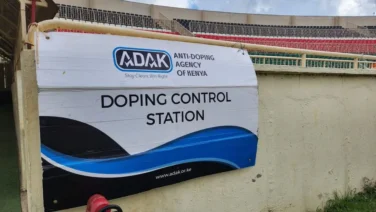 ADAK
ANTI-DOPING
AGENCY
OF KENYA
DOPING CONTROL
STATION
www.adak.or.ke